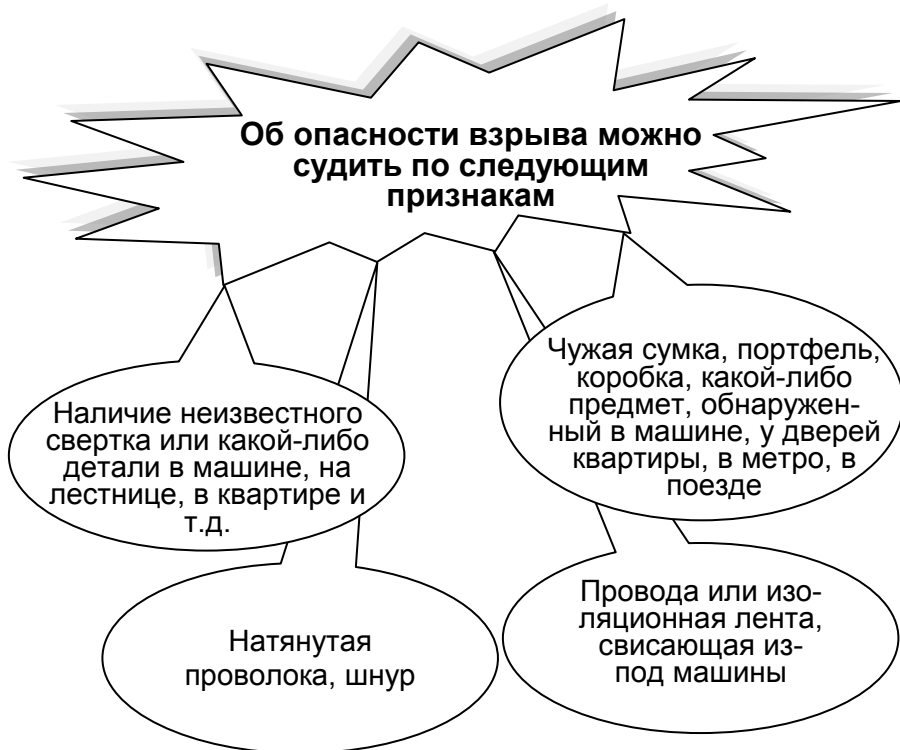 Об опасности взрыва можно
судить по следующим
признакам
Наличие неизвестного
свертка или какой-либо
детали в машине, на
лестнице, в квартире и
т.д.
Чужая сумка, портфель,
коробка, какой-либо
предмет, обнаружен-
ный в машине, у дверей
квартиры, в метро, в
поезде
Натянутая
проволока, шнур
Провода или изо-
ляционная лента,
свисающая из-
под машины